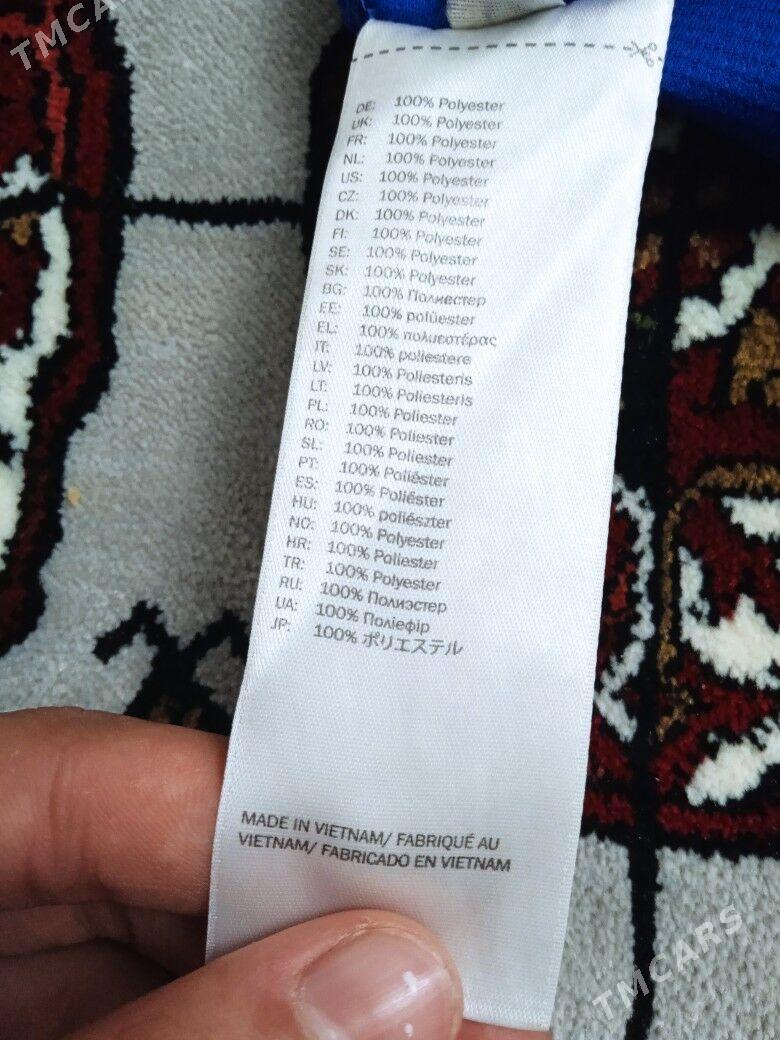 TMCARS
DE: 100% Polyester
UK: 100% Polyester
FR: 100% Polyester
NL: 100% Polyester
US: 100% Polyester
CZ: 100% Polyester
DK: 100% Polyester
FI: 100% Polyester
SE: 100% Polyester
SK: 100% Polyester
BG: 100% Полиестер
EE: 100% polüester
EL: 100% πολυεστέρας
IT: 100% poliestere
LV: 100% Poliesteris
LT: 100% Poliesteris
PL: 100% Poliester
RO: 100% Poliester
SL: 100% Poliester
PT: 100% Poliéster
ES: 100% Poliéster
HU: 100% poliészter
NO: 100% Polyester
HR: 100% Poliester
TR: 100% Polyester
RU: 100% Полиэстер
UA: 100% Поліефір
JP: 100% ポリエステル
MADE IN VIETNAM/ FABRIQUÉ AU
VIETNAM/ FABRICADO EN VIETNAM
TMCARS